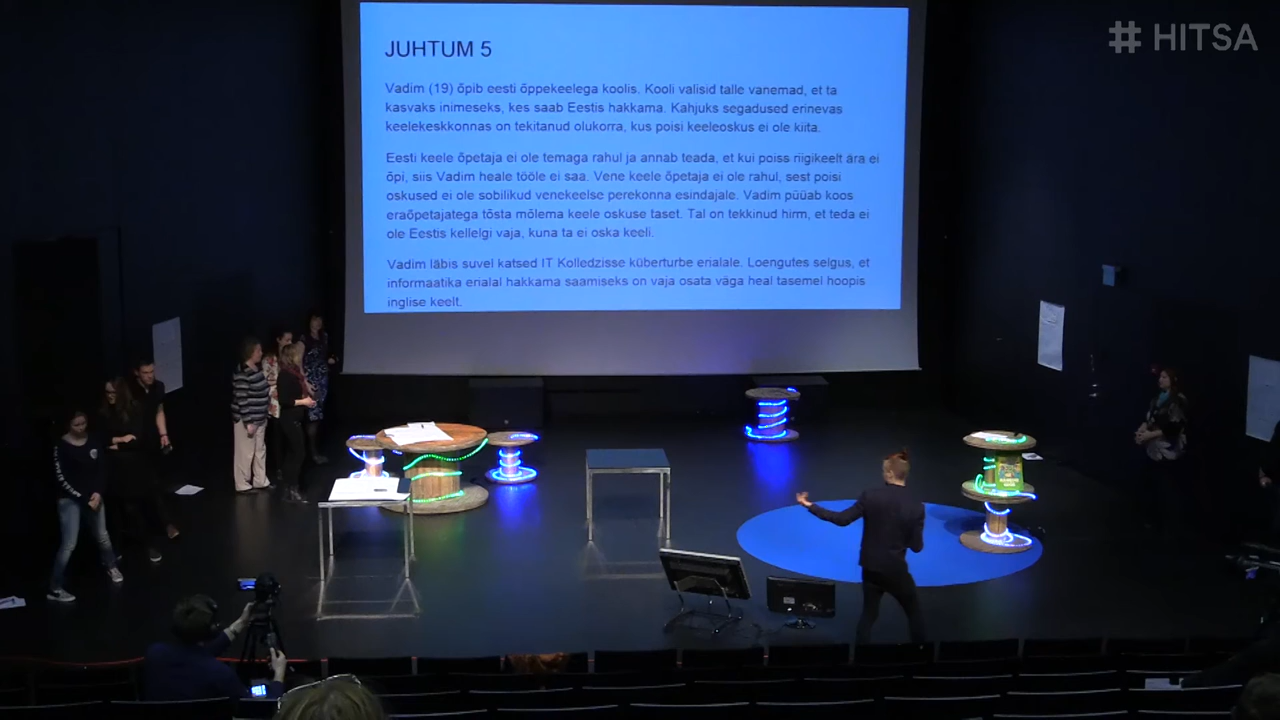 # HITSA
JUHTUM 5
Vadim (19) õpib eesti õppekeelega koolis. Kooli valisid talle vanemad, et ta
kasvaks inimeseks, kes saab Eestis hakkama. Kahjuks segadused erinevas
keelekeskkonnas on tekitanud olukorra, kus poisi keeleoskus ei ole kiita.
Eesti keele õpetaja ei ole temaga rahul ja annab teada, et kui poiss riigikeelt ära ei
õpi, siis Vadim heale tööle ei saa. Vene keele õpetaja ei ole rahul, sest poisi
oskused ei ole sobilikud venekeelse perekonna esindajale. Vadim püüab koos
eraõpetajatega tõsta mõlema keele oskuse taset. Tal on tekkinud hirm, et teda ei
ole Eestis kellelgi vaja, kuna ta ei oska keeli.
Vadim läbis suvel katsed IT Kolledzisse küberturbe erialale. Loengutes selgus, et
informaatika erialal hakkama saamiseks on vaja osata väga heal tasemel hoopis
inglise keelt.